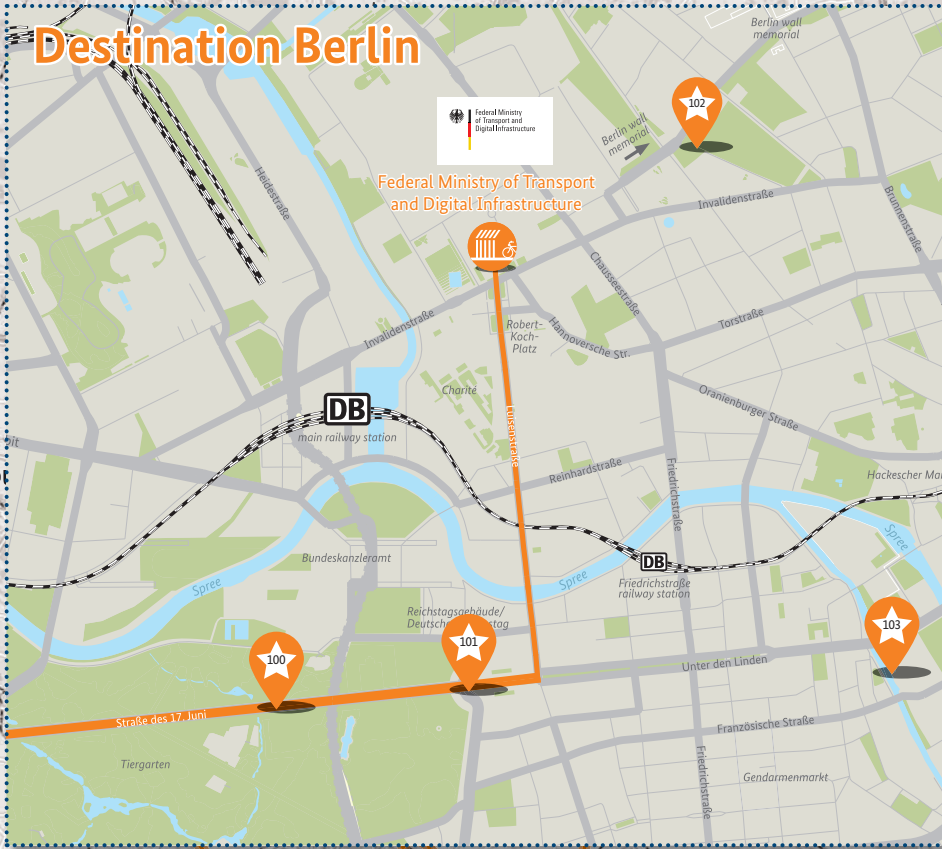 Destination Berlin
Berlin wall
memorial
102
Berlin wall
memorial
Federal Ministry
of Transport and
Digital Infrastructure
Federal Ministry of Transport
and Digital Infrastructure
Heidestraße
Invalidenstraße
Brunnenstraße
Chausseestraße
Invalidenstraße
Robert-
Koch-
Platz
Hannoversche Str.
Torstraße
Charité
Oranienburger Straße
DB
main railway station
Luisenstraße
Reinhardstraße
Friedrichstraße
Hackescher Mar
Spree
Bundeskanzleramt
DB
Friedrichstraße
railway station
Spree
Spree
Reichstagsgebäude/
100
101
103
Unter den Linden
Straße des 17. Juni
Französische Straße
Tiergarten
Friedrichstraße
Gendarmenmarkt